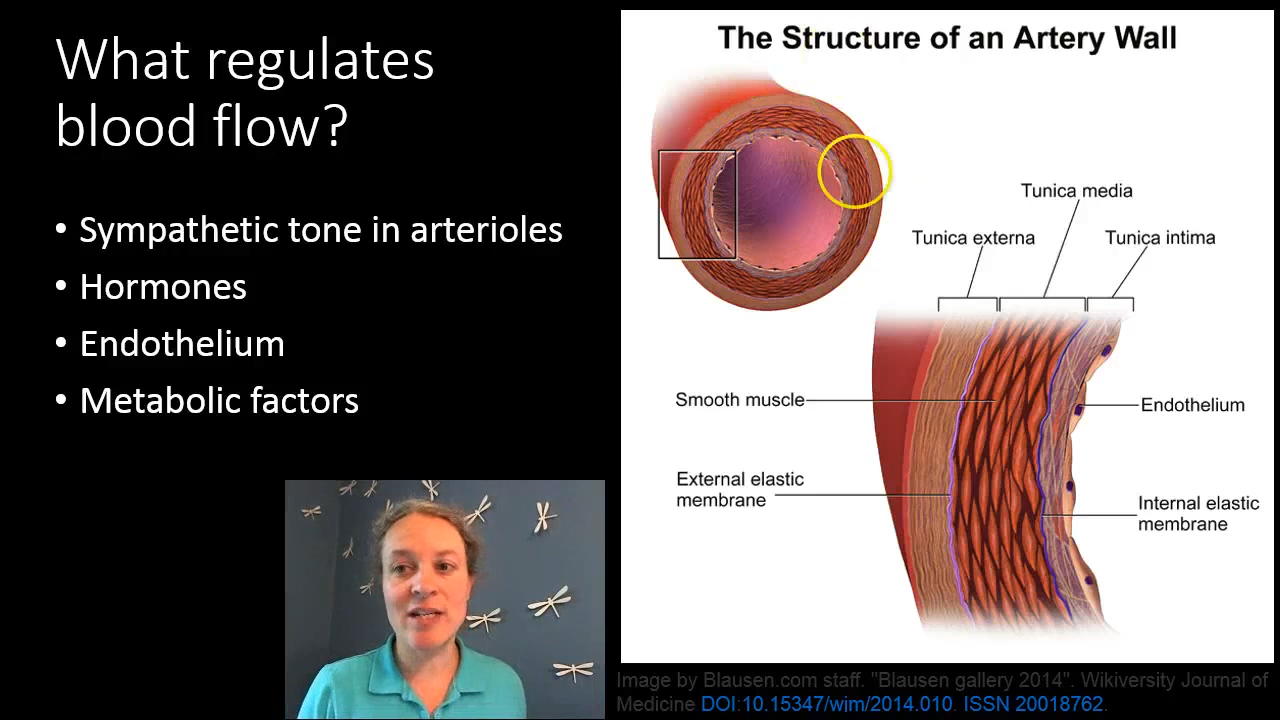 What regulates
blood flow?
• Sympathetic tone in arterioles
• Hormones
• Endothelium
• Metabolic factors
The Structure of an Artery Wall
Tunica media
Tunica externa
Tunica intima
Smooth muscle
Endothelium
External elastic
membrane
Internal elastic
membrane
Image by Blausen.com staff. "Blausen gallery 2014". Wikiversity Journal of
Medicine DOI:10.15347/wjm/2014.010. ISSN 20018762.